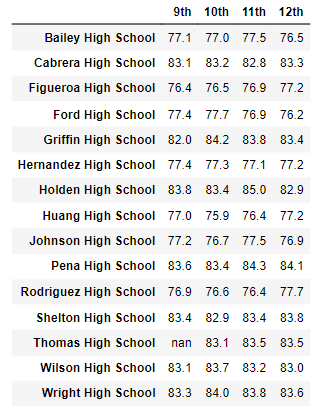 9th 10th 11th 12th
Bailey High School 77.1 77.0 77.5 76.5
Cabrera High School 83.1 83.2 82.8 83.3
Figueroa High School 76.4 76.5 76.9 77.2
Ford High School 77.4 77.7 76.9 76.2
Griffin High School 82.0 84.2 83.8 83.4
Hernandez High School 77.4 77.3 77.1 77.2
Holden High School 83.8 83.4 85.0 82.9
Huang High School 77.0 75.9 76.4 77.2
Johnson High School 77.2 76.7 77.5 76.9
Pena High School 83.6 83.4 84.3 84.1
Rodriguez High School 76.9 76.6 76.4 77.7
Shelton High School 83.4 82.9 83.4 83.8
Thomas High School nan 83.1 83.5 83.5
Wilson High School 83.1 83.7 83.2 83.0
Wright High School 83.3 84.0 83.8 83.6